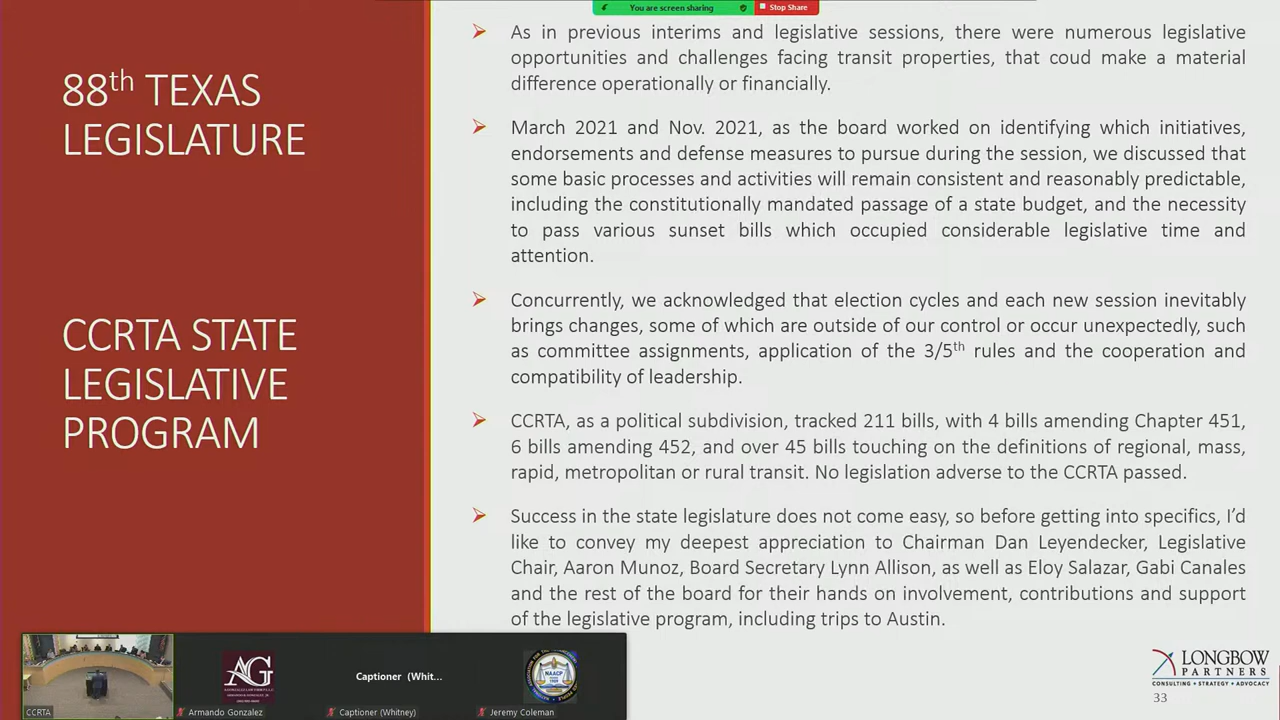 You are screen sharing
Stop Share
88th TEXAS
LEGISLATURE
CCRTA STATE
LEGISLATIVE
PROGRAM
As in previous interims and legislative sessions, there were numerous legislative
opportunities and challenges facing transit properties, that coud make a material
difference operationally or financially.
March 2021 and Nov. 2021, as the board worked on identifying which initiatives,
endorsements and defense measures to pursue during the session, we discussed that
some basic processes and activities will remain consistent and reasonably predictable,
including the constitutionally mandated passage of a state budget, and the necessity
to pass various sunset bills which occupied considerable legislative time and
attention.
Concurrently, we acknowledged that election cycles and each new session inevitably
brings changes, some of which are outside of our control or occur unexpectedly, such
as committee assignments, application of the 3/5th rules and the cooperation and
compatibility of leadership.
CCRTA, as a political subdivision, tracked 211 bills, with 4 bills amending Chapter 451,
6 bills amending 452, and over 45 bills touching on the definitions of regional, mass,
rapid, metropolitan or rural transit. No legislation adverse to the CCRTA passed.
Success in the state legislature does not come easy, so before getting into specifics, I'd
like to convey my deepest appreciation to Chairman Dan Leyendecker, Legislative
Chair, Aaron Munoz, Board Secretary Lynn Allison, as well as Eloy Salazar, Gabi Canales
and the rest of the board for their hands on involvement, contributions and support
of the legislative program, including trips to Austin.
LONGBOW
PARTNERS
CONSULTING • STRATEGY • ADVOCACY
33
CCRTA
AG
Armando Gonzalez
Captioner (Whit...
Captioner (Whitney)
NAACP
Jeremy Coleman